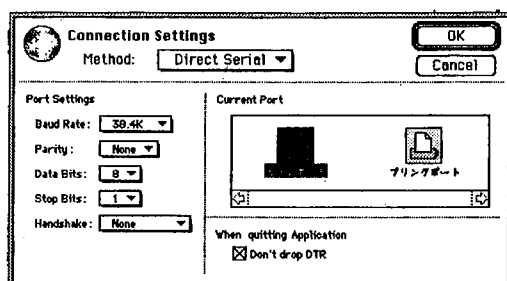 Connection Settings
OK
Method: Direct Serial
Cancel
Port Settings
Current Port
Baud Rate: 38.4K
Parity: None
Data Bits: 8
プリンタポート
Stop Bits: 1
Handshake: None
When quitting Application
Don't drop DTR